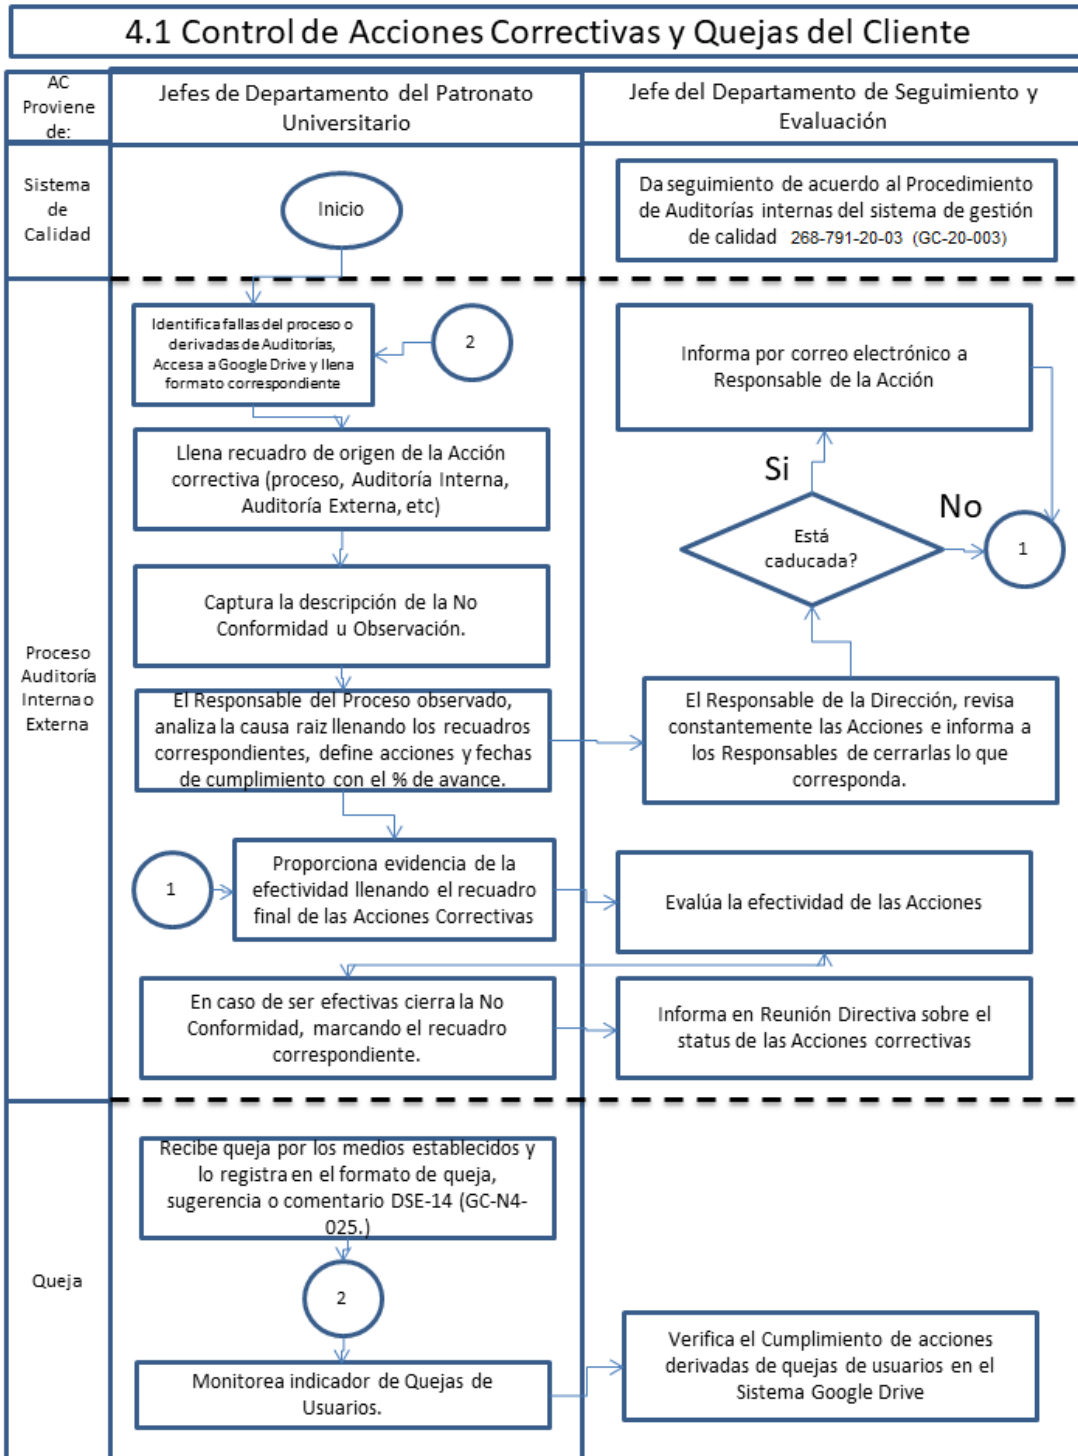 4.1 Control de Acciones Correctivas y Quejas del Cliente
AC
Proviene
de:
Jefes de Departamento del Patronato
Universitario
Jefe del Departamento de Seguimiento y
Evaluación
Sistema
de
Calidad
Inicio
Da seguimiento de acuerdo al Procedimiento
de Auditorías internas del sistema de gestión
de calidad 268-791-20-03 (GC-20-003)
Proceso
Auditoría
Interna o
Externa
Identifica fallas del proceso o
derivadas de Auditorías,
Accesa a Google Drive y llena
formato correspondiente
2
Informa por correo electrónico a
Responsable de la Acción
Llena recuadro de origen de la Acción
correctiva (proceso, Auditoría Interna,
Auditoría Externa, etc)
Si
No
Está
caducada?
1
Captura la descripción de la No
Conformidad u Observación.
El Responsable del Proceso observado,
analiza la causa raiz llenando los recuadros
correspondientes, define acciones y fechas
de cumplimiento con el % de avance.
El Responsable de la Dirección, revisa
constantemente las Acciones e informa a
los Responsables de cerrarlas lo que
corresponda.
1
Proporciona evidencia de la
efectividad llenando el recuadro
final de las Acciones Correctivas
Evalúa la efectividad de las Acciones
En caso de ser efectivas cierra la No
Conformidad, marcando el recuadro
correspondiente.
Informa en Reunión Directiva sobre el
status de las Acciones correctivas
Queja
Recibe queja por los medios establecidos y
lo registra en el formato de queja,
sugerencia o comentario DSE-14 (GC-N4-
025.)
2
Monitorea indicador de Quejas de
Usuarios.
Verifica el Cumplimiento de acciones
derivadas de quejas de usuarios en el
Sistema Google Drive